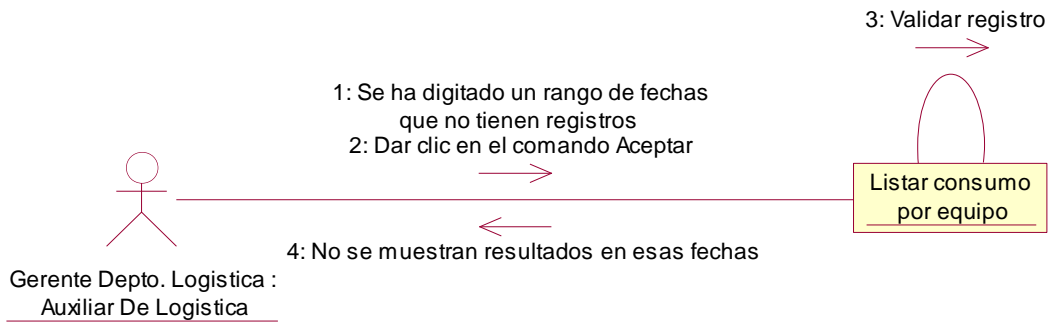 3: Validar registro
1: Se ha digitado un rango de fechas
que no tienen registros
2: Dar clic en el comando Aceptar
Listar consumo
por equipo
4: No se muestran resultados en esas fechas
Gerente Depto. Logistica :
Auxiliar De Logistica